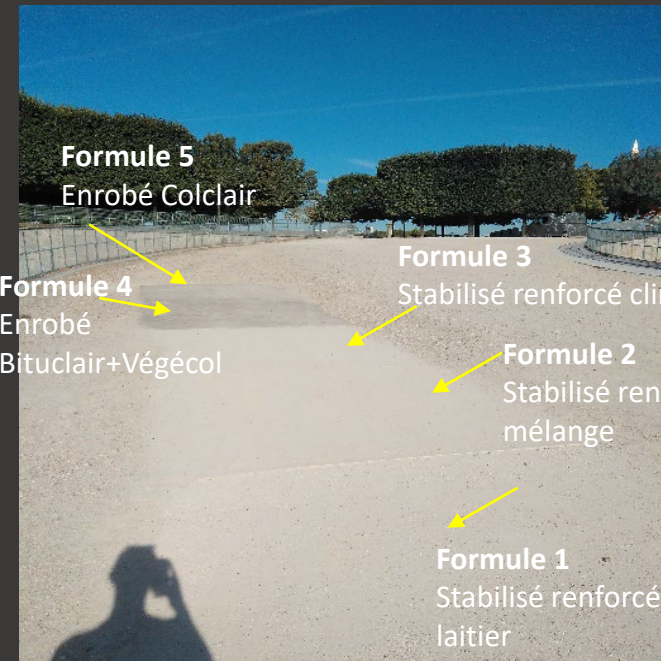 Formule 5
Enrobé Colclair
Formule 3
Stabilisé renforcé
Formule 4
Enrobé
Bituclair+Végécol
Formule 2
Stabilisé
mélange
Formule 1
Stabilisé renforcé
laitier